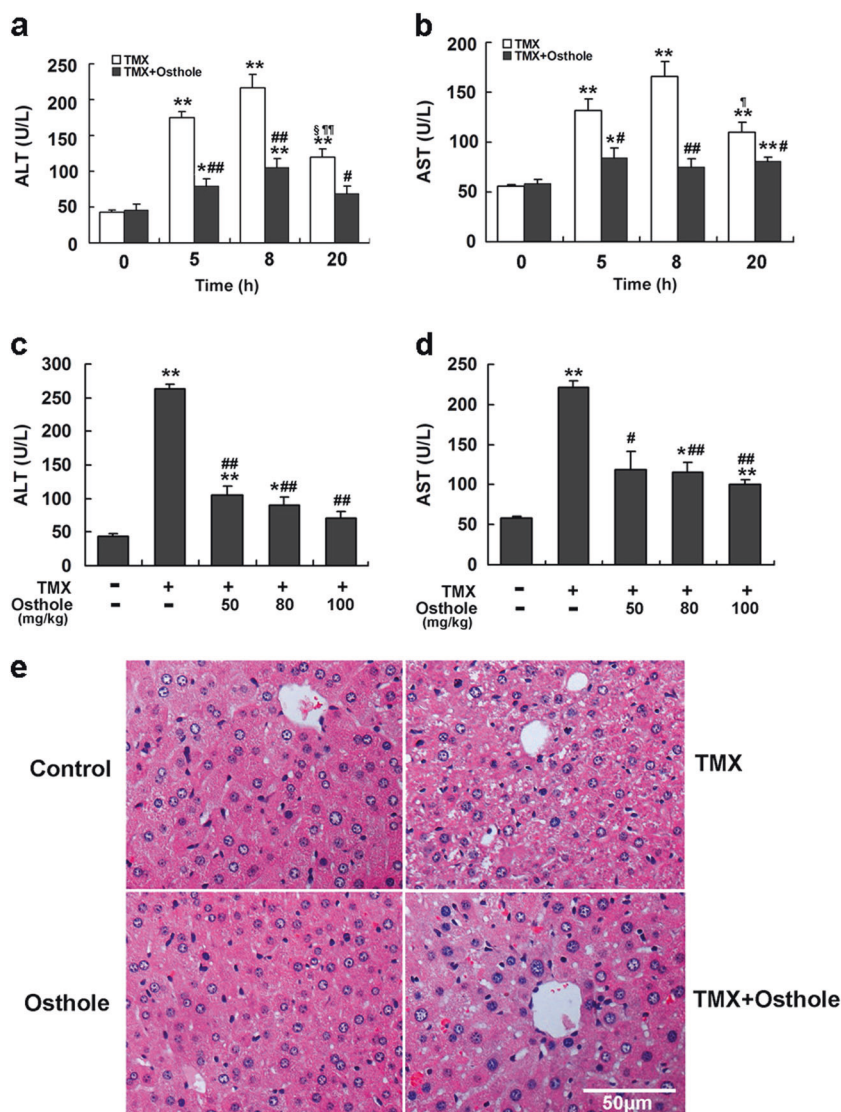 a
TMX
TMX+Osthole
ALT (U/L)
250
200
150
100
50
0
**
*##
**
##
**
§ ¶¶
**
#
0 5 8 20
Time (h)
b
TMX
TMX+Osthole
AST (U/L)
200
150
100
50
0
**
*#
**
##
¶
**
**#
0 5 8 20
Time (h)
c
ALT (U/L)
300
250
200
150
100
50
0
**
##
**
*##
##
TMX - + + + +
Osthole - - 50 80 100
(mg/kg)
d
AST (U/L)
250
200
150
100
50
0
**
#
*##
##
**
TMX - + + + +
Osthole - - 50 80 100
(mg/kg)
e
Control
TMX
Osthole
TMX+Osthole
50µm